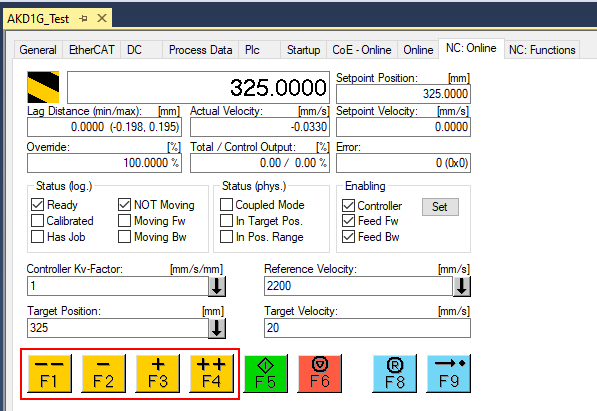 AKD1G_Test
General EtherCAT DC Process Data Plc Startup CoE - Online Online NC: Online NC: Functions
325.0000 Setpoint Position: [mm]
325.0000
Lag Distance (min/max): [mm] Actual Velocity: [mm/s] Setpoint Velocity: [mm/s]
0.0000 (-0.198, 0.195) -0.0330 0.0000
Override: [%] Total / Control Output: [%] Error:
100.0000 % 0.00 / 0.00 % 0 (0x0)
Status (log.) Status (phys.) Enabling
Ready NOT Moving Coupled Mode Controller Set
Calibrated Moving Fw In Target Pos. Feed Fw
Has Job Moving Bw In Pos. Range Feed Bw
Controller Kv-Factor: [mm/s/mm] Reference Velocity: [mm/s]
1 2200
Target Position: [mm] Target Velocity: [mm/s]
325 20
-- - + ++ R
F1 F2 F3 F4 F5 F6 F8 F9